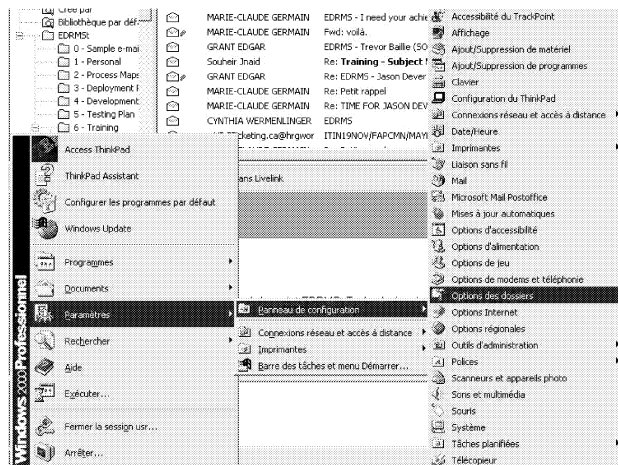 Créé par
Bibliothèque par déf
EDRMSt
0 - Sample e-mai
1 - Personal
2 - Process Maps
3 - Deployment F
4 - Development
5 - Testing Plan
6 - Training
MARIE-CLAUDE GERMAIN EDRMS - I need your achie
MARIE-CLAUDE GERMAIN Fwd: voilà.
GRANT EDGAR EDRMS - Trevor Baillie (SO
Souheir Jnaid Re: Training - Subject
GRANT EDGAR Re: EDRMS - Jason Dever
MARIE-CLAUDE GERMAIN Re: Petit rappel
MARIE-CLAUDE GERMAIN Re: TIME FOR JASON DEV
CYNTHIA WERMENLINGER EDRMS
ITIN19NOV/FAPCMN/MAYI
ans Livelink
Windows 2000 Professionnel
Access ThinkPad
ThinkPad Assistant
Configurer les programmes par défaut
Windows Update
Programmes
Documents
Paramètres
Rechercher
Aide
Exécuter...
Fermer la session usr...
Arrêter...
Panneau de configuration
Connexions réseau et accès à distance
Imprimantes
Barre des tâches et menu Démarrer...
Accessibilité du TrackPoint
Affichage
Ajout/Suppression de matériel
Ajout/Suppression de programmes
Clavier
Configuration du ThinkPad
Connexions réseau et accès à distance
Date/Heure
Imprimantes
Liaison sans fil
Mail
Microsoft Mail Postoffice
Mises à jour automatiques
Options d'accessibilité
Options d'alimentation
Options de jeu
Options de modems et téléphonie
Options des dossiers
Options Internet
Options régionales
Outils d'administration
Polices
Scanneurs et appareils photo
Sons et multimédia
Souris
Système
Tâches planifiées
Télécopieur